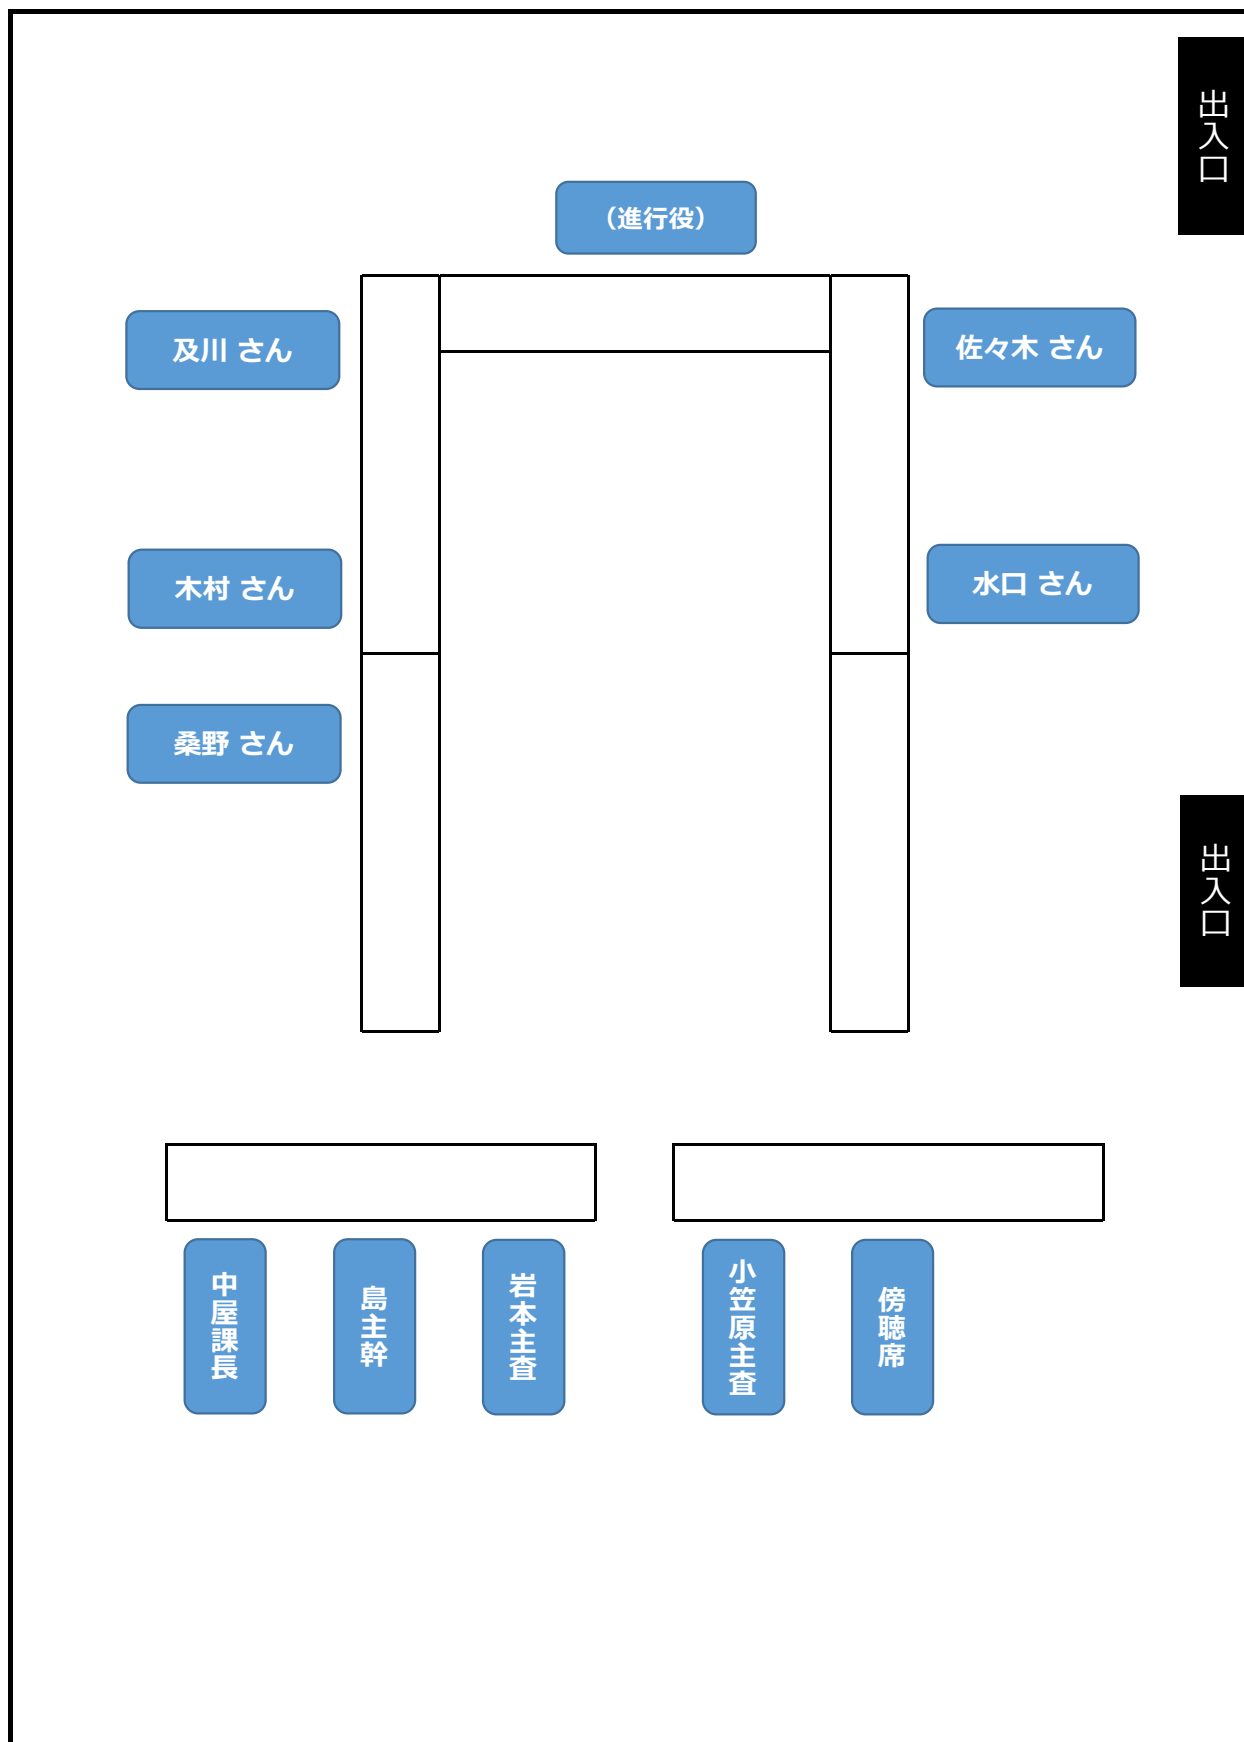 出入口
（進行役）
及川 さん
佐々木 さん
木村 さん
水口 さん
桑野 さん
出入口
中屋課長
島主幹
岩本主査
小笠原主査
傍聴席